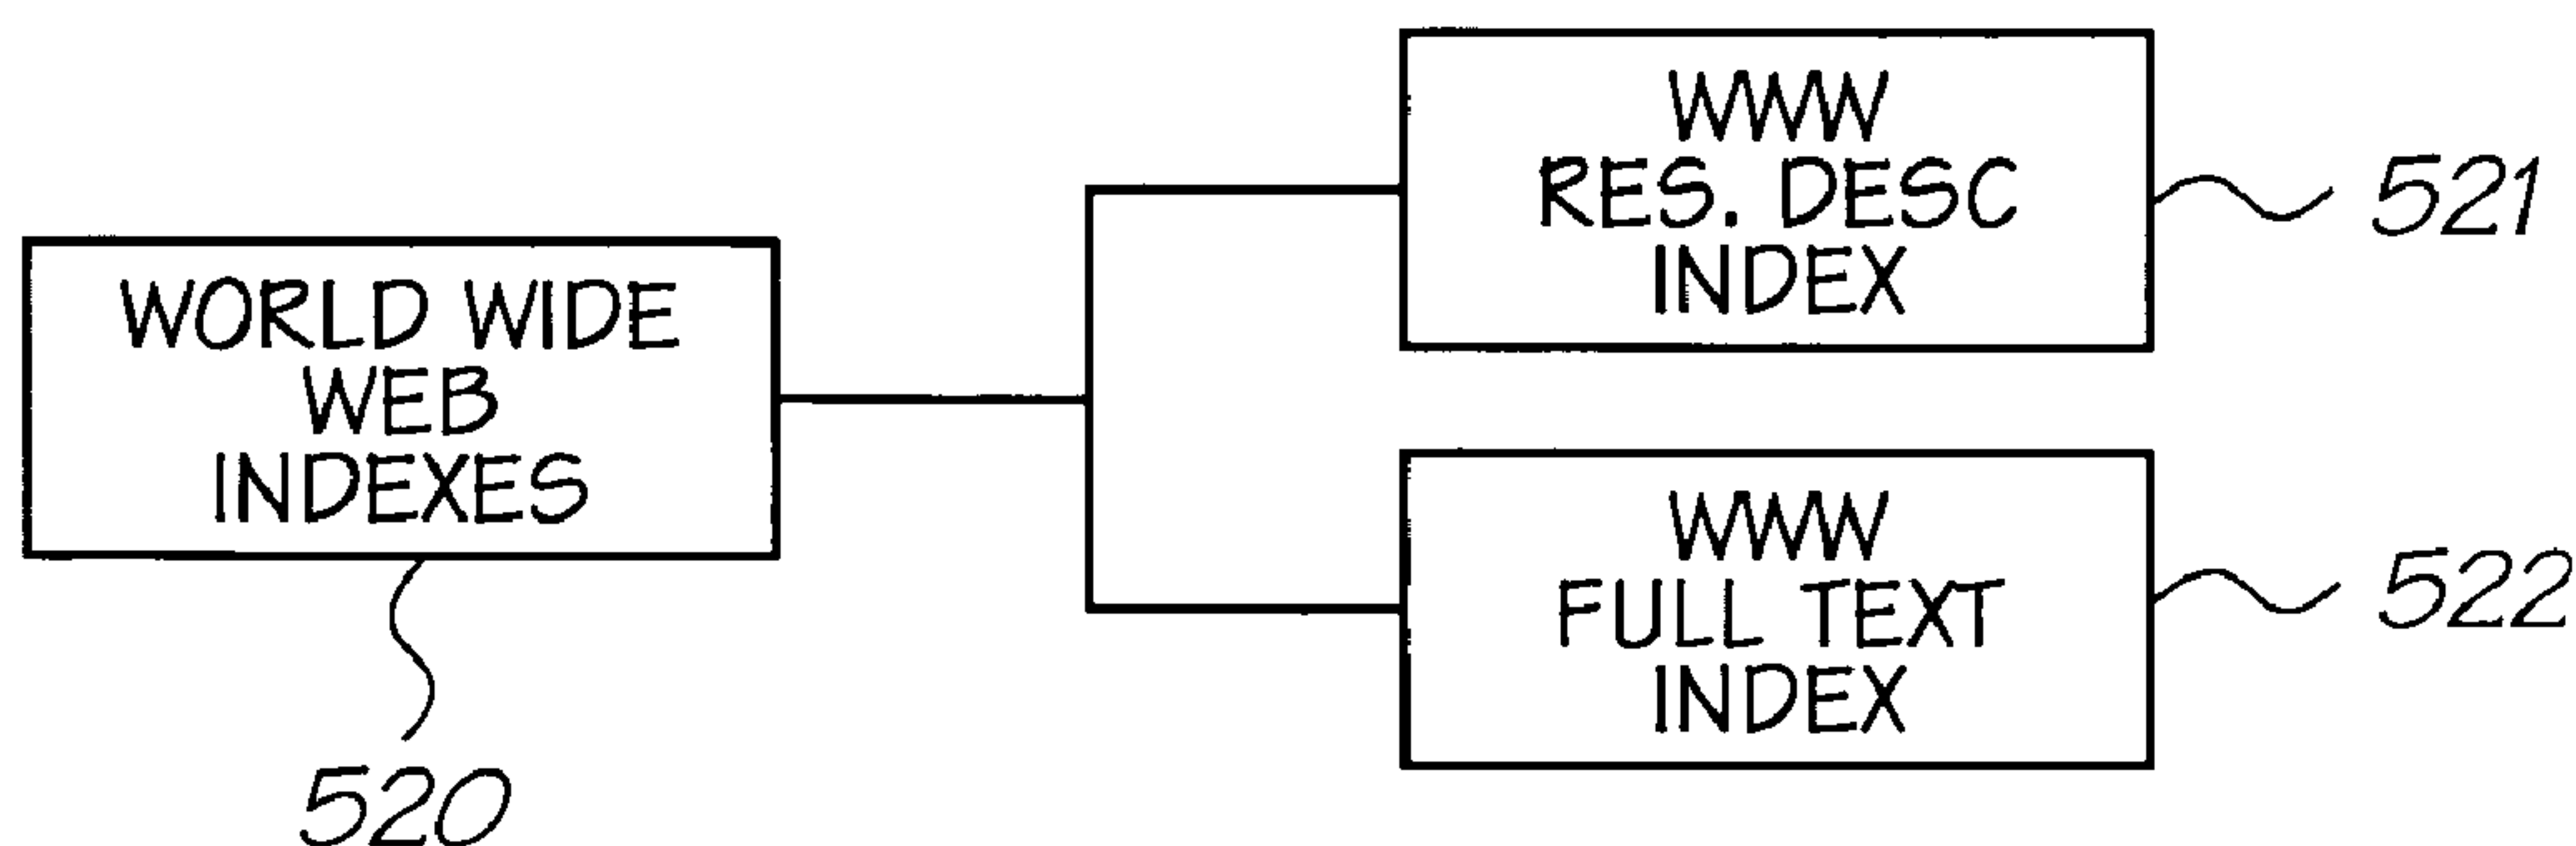 WORLD WIDE
WEB
INDEXES
520
WWW
RES. DESC
INDEX
521
WWW
FULL TEXT
INDEX
522